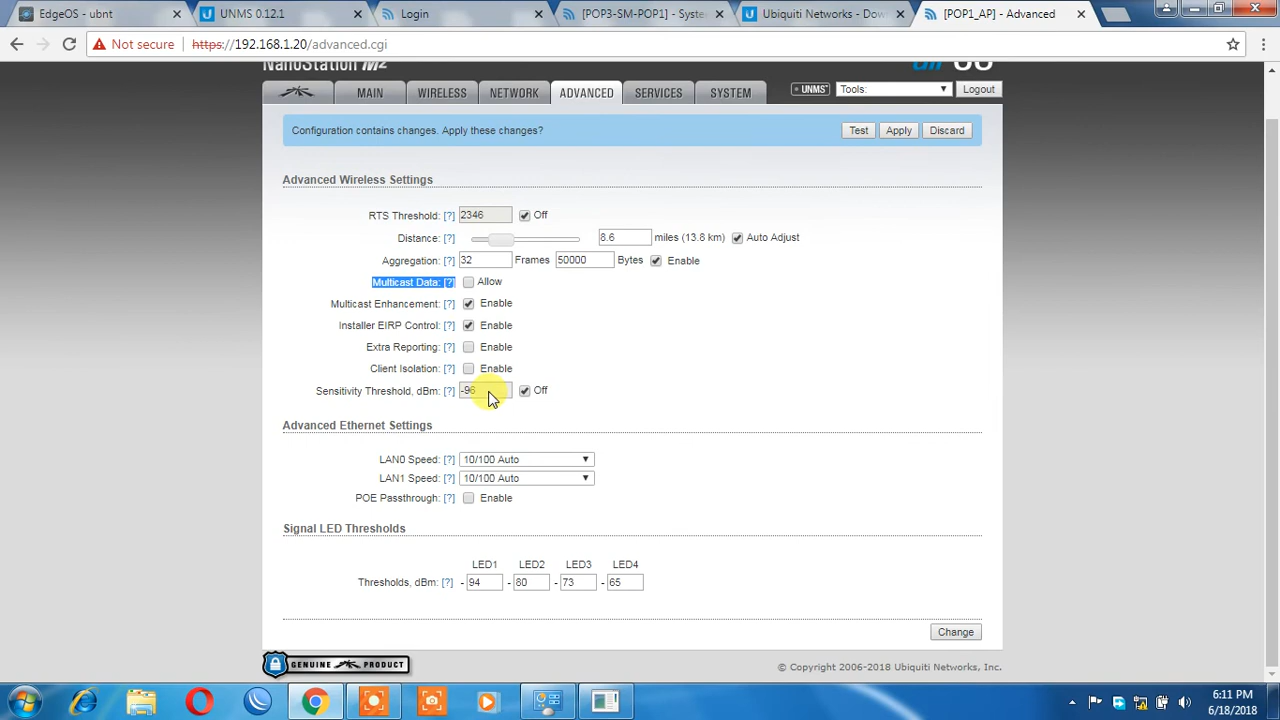 EdgeOS - ubnt
UNMS 0.12.1
Login
[POP3-SM-POP1] - Syste
Ubiquiti Networks - Dow
[POP1_AP] - Advanced
Not secure
https://192.168.1.20/advanced.cgi
NanoStation M2
MAIN
WIRELESS
NETWORK
ADVANCED
SERVICES
SYSTEM
UNMS
Tools:
Logout
Configuration contains changes. Apply these changes?
Test
Apply
Discard
Advanced Wireless Settings
RTS Threshold: [?] 2346 Off
Distance: [?] 8.6 miles (13.8 km) Auto Adjust
Aggregation: [?] 32 Frames 50000 Bytes Enable
Multicast Data: [?] Allow
Multicast Enhancement: [?] Enable
Installer EIRP Control: [?] Enable
Extra Reporting: [?] Enable
Client Isolation: [?] Enable
Sensitivity Threshold, dBm: [?] -96 Off
Advanced Ethernet Settings
LAN0 Speed: [?] 10/100 Auto
LAN1 Speed: [?] 10/100 Auto
POE Passthrough: [?] Enable
Signal LED Thresholds
LED1 LED2 LED3 LED4
Thresholds, dBm: [?] - 94 - 80 - 73 - 65
Change
GENUINE PRODUCT
© Copyright 2006-2018 Ubiquiti Networks, Inc.
6:11 PM
6/18/2018